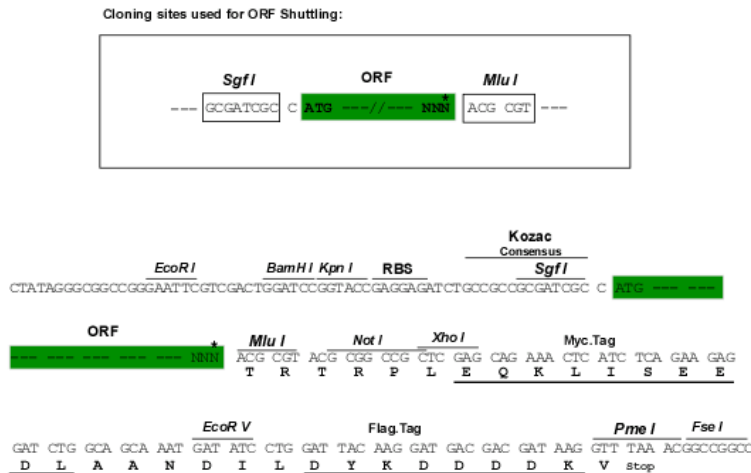 Cloning sites used for ORF Shuttling:
Sgf I ORF Mlu I
--- GCGATCGC C ATG ---//--- NNN* ACG CGT ---
Kozac
Consensus
EcoR I BamH I Kpn I RBS Sgf I
CTATAGGGCGGCCGGGAATTCGTCGACTGGATCCGGTACCGAGGAGATCTGCCGCCGCGATCGC C ATG --- ---
ORF Mlu I Not I Xho I Myc.Tag
--- --- --- --- --- --- NNN* ACG CGT ACG CGG CCG CTC GAG CAG AAA CTC ATC TCA GAA GAG
T R T R P L E Q K L I S E E
EcoR V Flag.Tag Pme I Fse I
GAT CTG GCA GCA AAT GAT ATC CTG GAT TAC AAG GAT GAC GAC GAT AAG GTT TAA ACGGCCGGCC
D L A A N D I L D Y K D D D D K V Stop